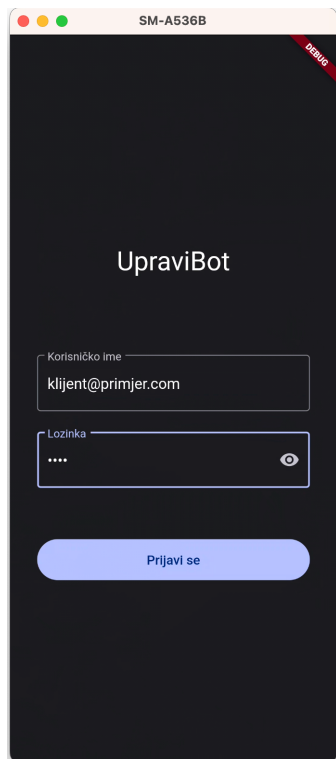 SM-A536B
DEBUG
UpraviBot
Korisničko ime
klijent@primjer.com
Lozinka
••••
Prijavi se